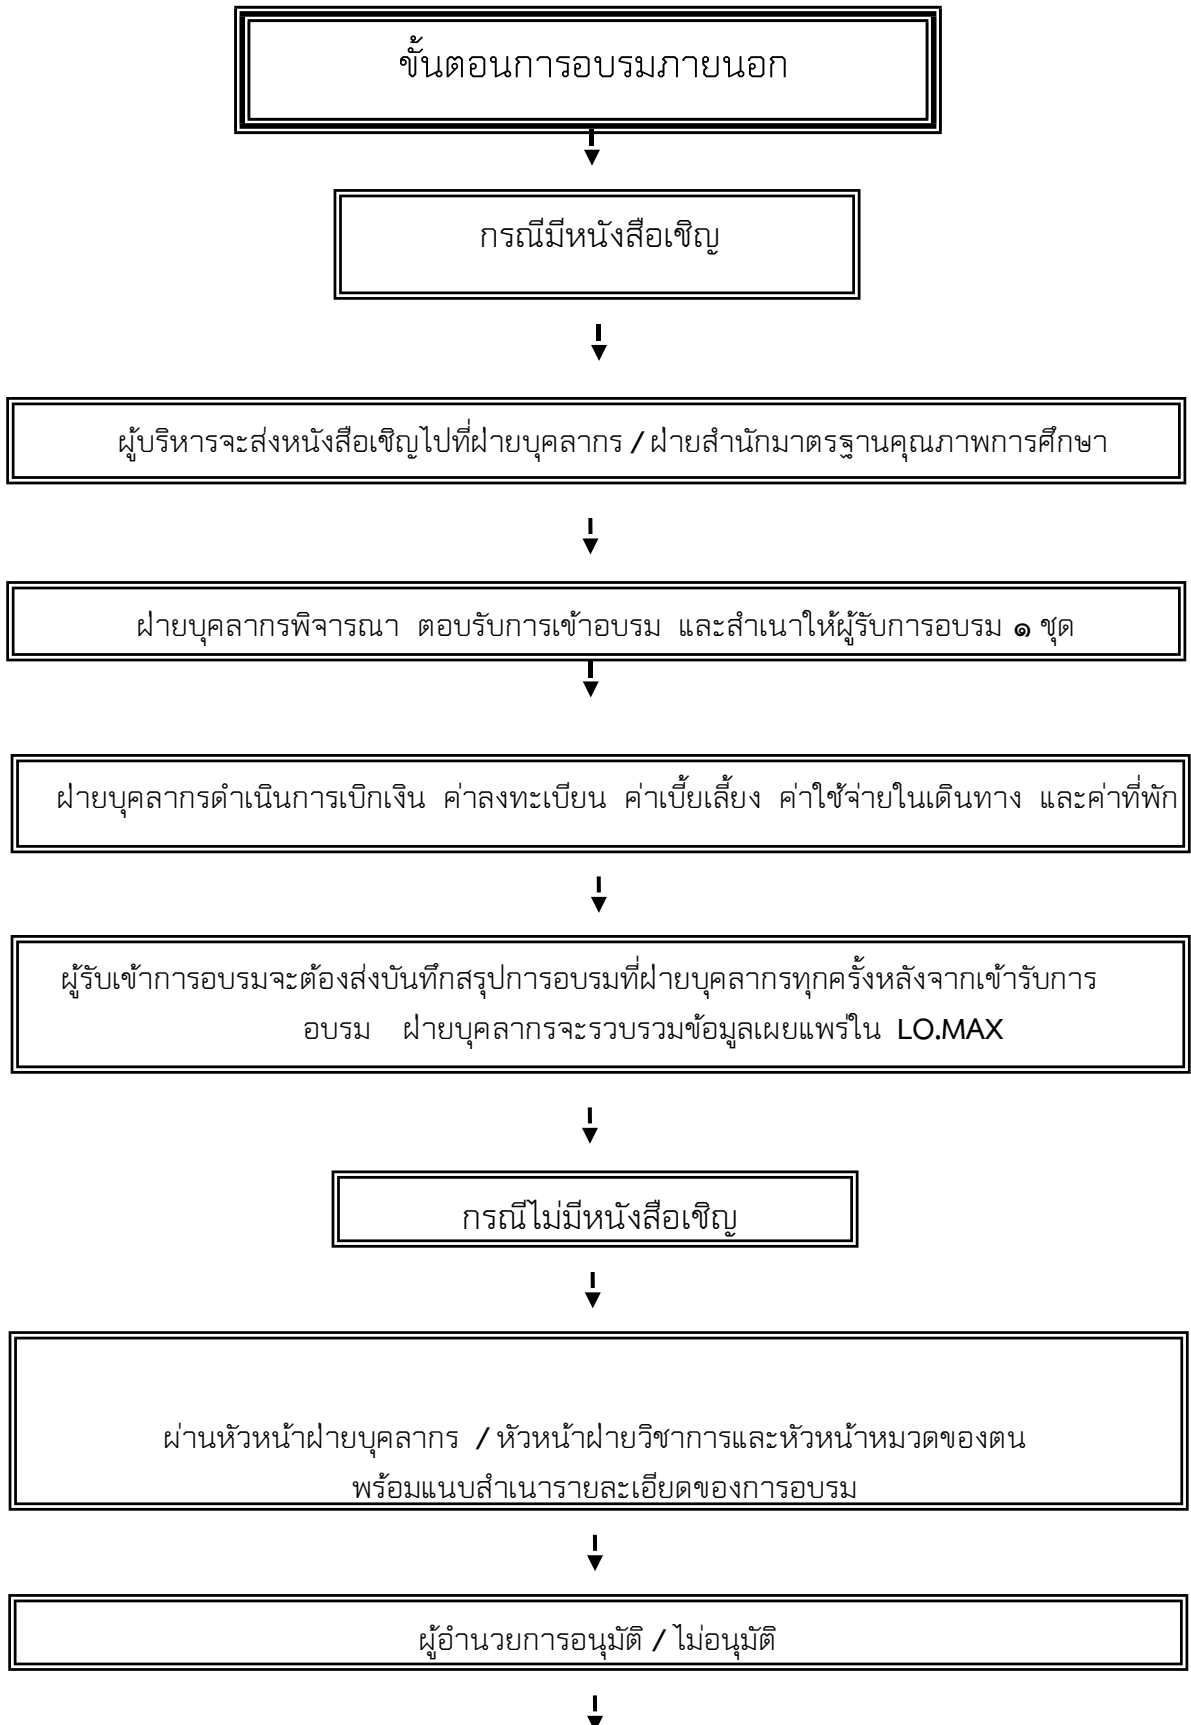 ขั้นตอนการอบรมภายนอก
กรณีมีหนังสือเชิญ
ผู้บริหารจะส่งหนังสือเชิญไปที่ฝ่ายบุคลากร / ฝ่ายสำนักมาตรฐานคุณภาพการศึกษา
ฝ่ายบุคลากรพิจารณา ตอบรับการเข้าอบรม และสำเนาให้ผู้รับการอบรม ๑ ชุด
ฝ่ายบุคลากรดำเนินการเบิกเงิน ค่าลงทะเบียน ค่าเบี้ยเลี้ยง ค่าใช้จ่ายในเดินทาง และค่าที่พัก
ผู้รับเข้าการอบรมจะต้องส่งบันทึกสรุปการอบรมที่ฝ่ายบุคลากรทุกครั้งหลังจากเข้ารับการ
อบรม ฝ่ายบุคลากรจะรวบรวมข้อมูลเผยแพร่ใน LO.MAX
กรณีไม่มีหนังสือเชิญ
ผ่านหัวหน้าฝ่ายบุคลากร / หัวหน้าฝ่ายวิชาการและหัวหน้าหมวดของตน
พร้อมแนบสำเนารายละเอียดของการอบรม
ผู้อำนวยการอนุมัติ / ไม่อนุมัติ